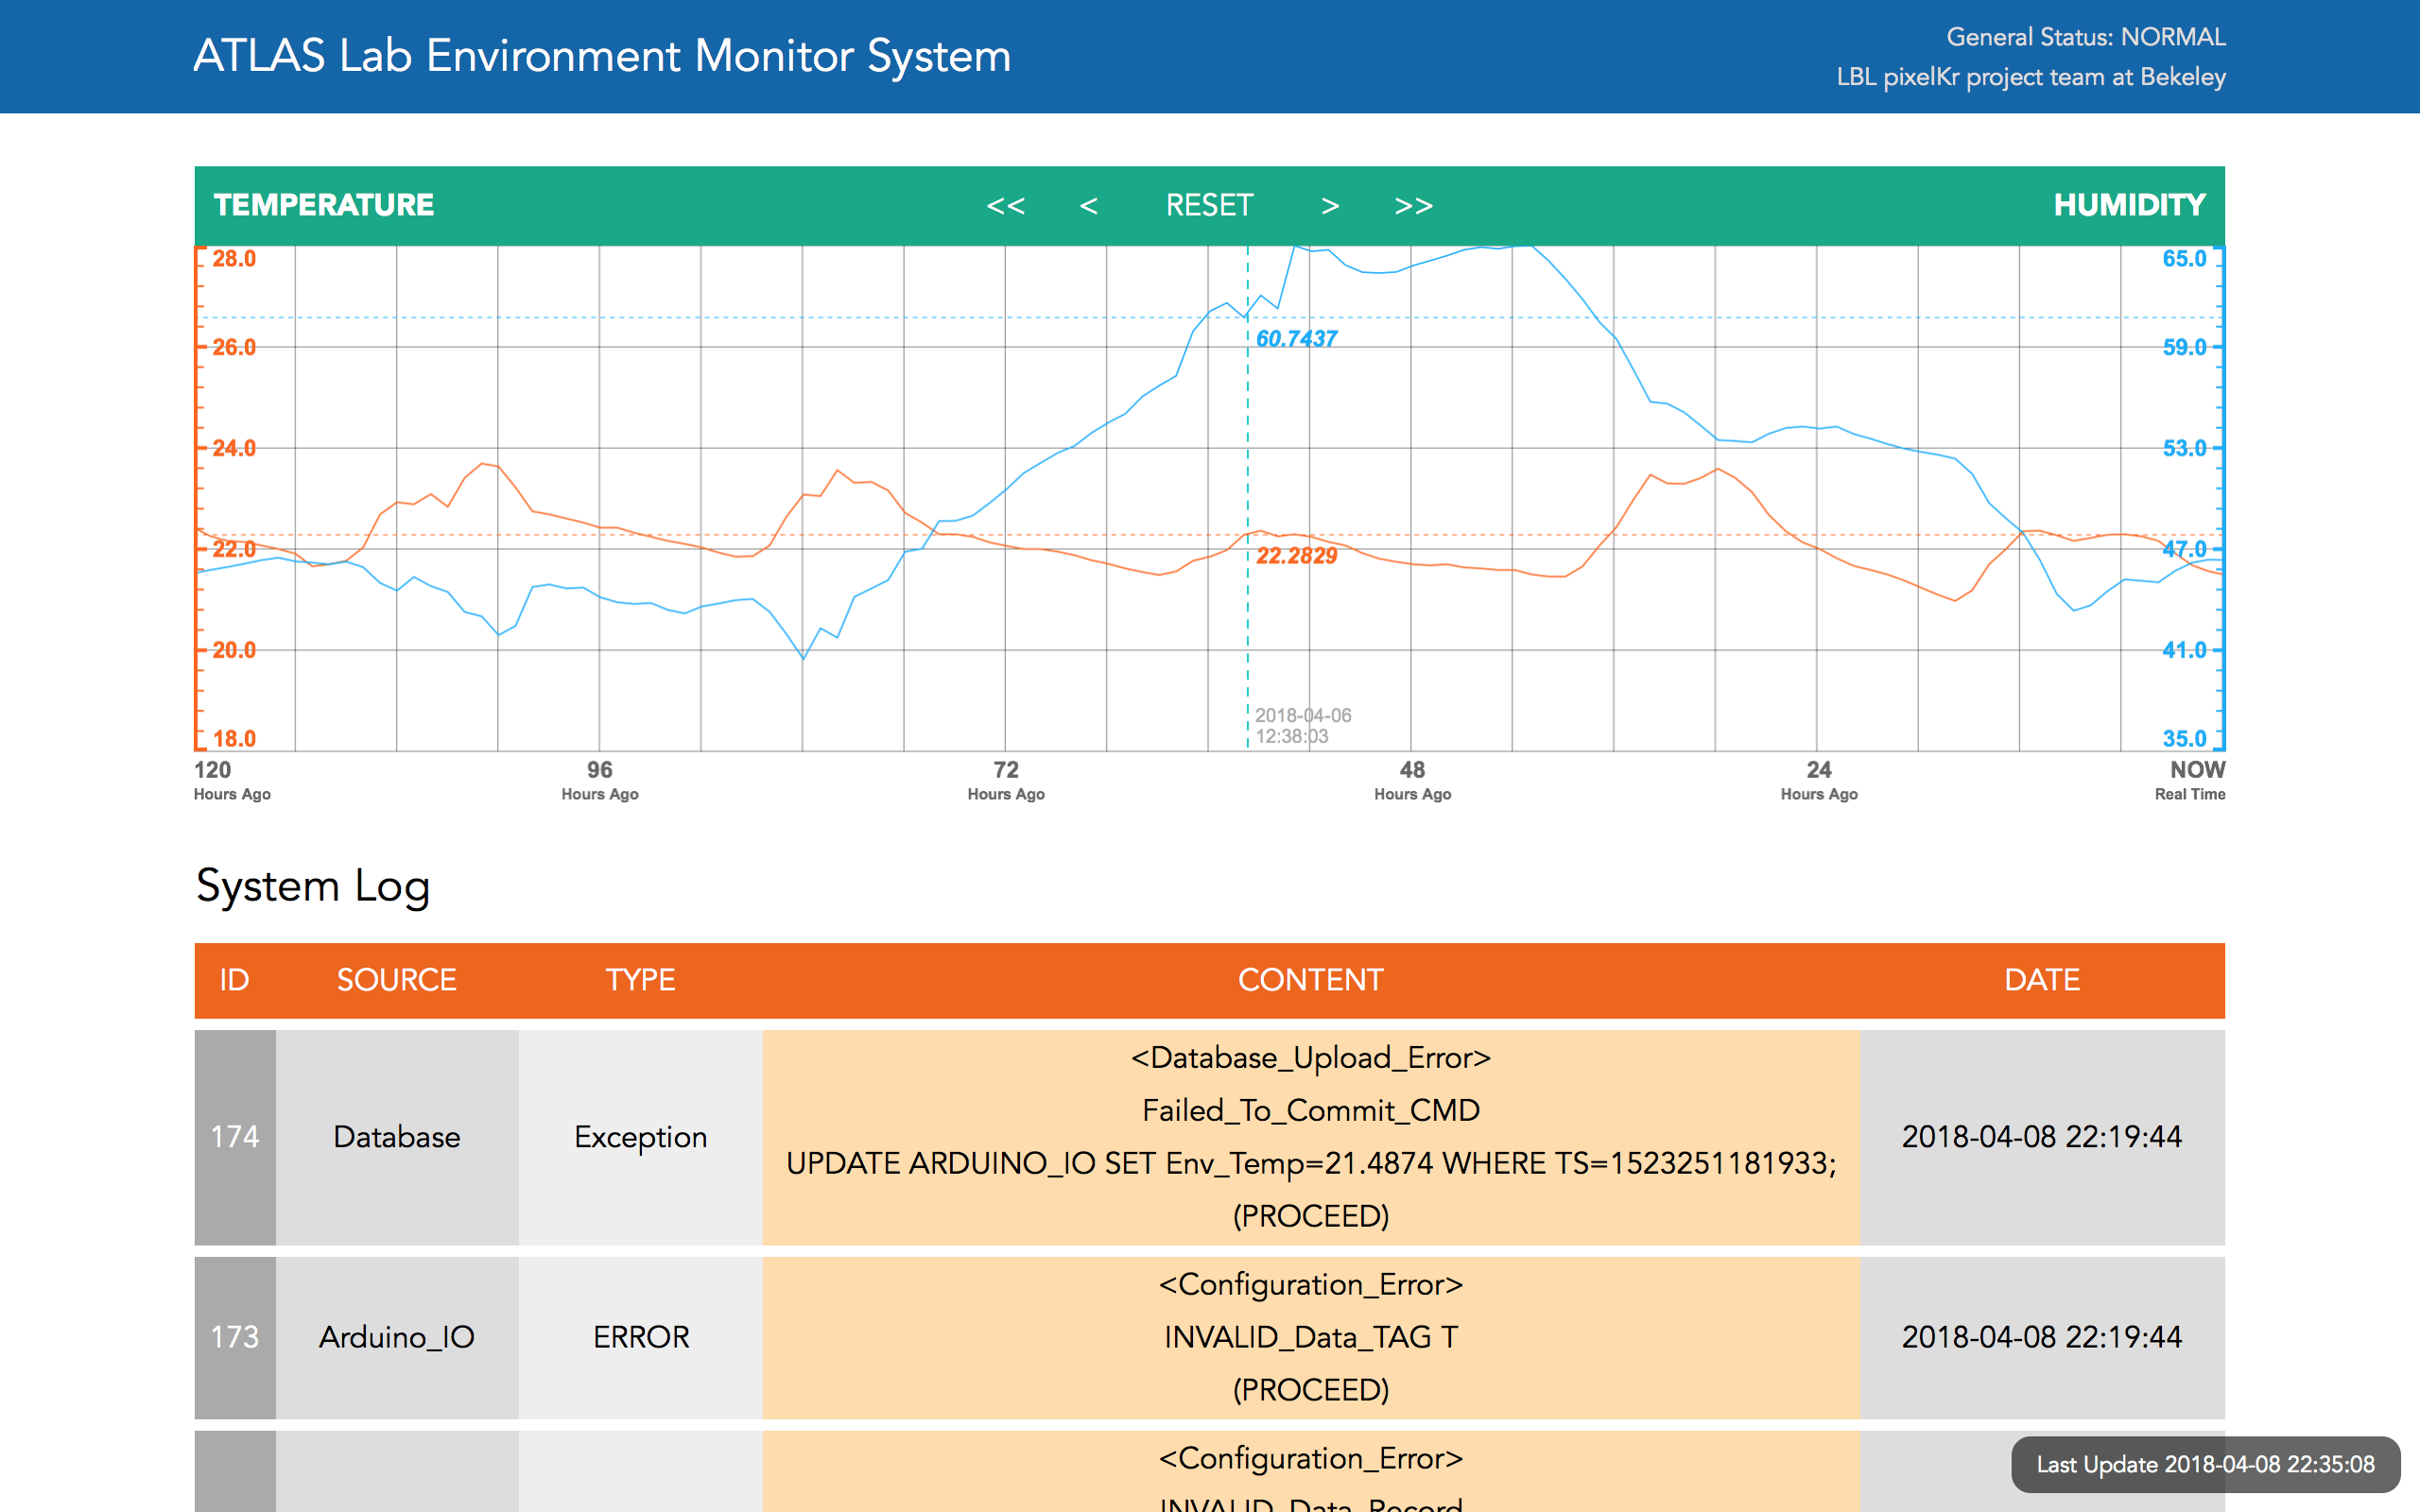 ATLAS Lab Environment Monitor System
General Status: NORMAL
LBL pixelKr project team at Bekeley
TEMPERATURE << < RESET > >> HUMIDITY
28.0 65.0
60.7437
26.0 59.0
24.0 53.0
22.0 47.0
22.2829
20.0 41.0
2018-04-06
12:38:03
18.0 35.0
120 96 72 48 24 NOW
Hours Ago Hours Ago Hours Ago Hours Ago Hours Ago Real Time
System Log
ID SOURCE TYPE CONTENT DATE
<Database_Upload_Error>
Failed_To_Commit_CMD
174 Database Exception 2018-04-08 22:19:44
UPDATE ARDUINO_IO SET Env_Temp=21.4874 WHERE TS=1523251181933;
(PROCEED)
<Configuration_Error>
173 Arduino_IO ERROR INVALID_Data_TAG T 2018-04-08 22:19:44
(PROCEED)
<Configuration_Error>
INVALID_Data_Record
Last Update 2018-04-08 22:35:08